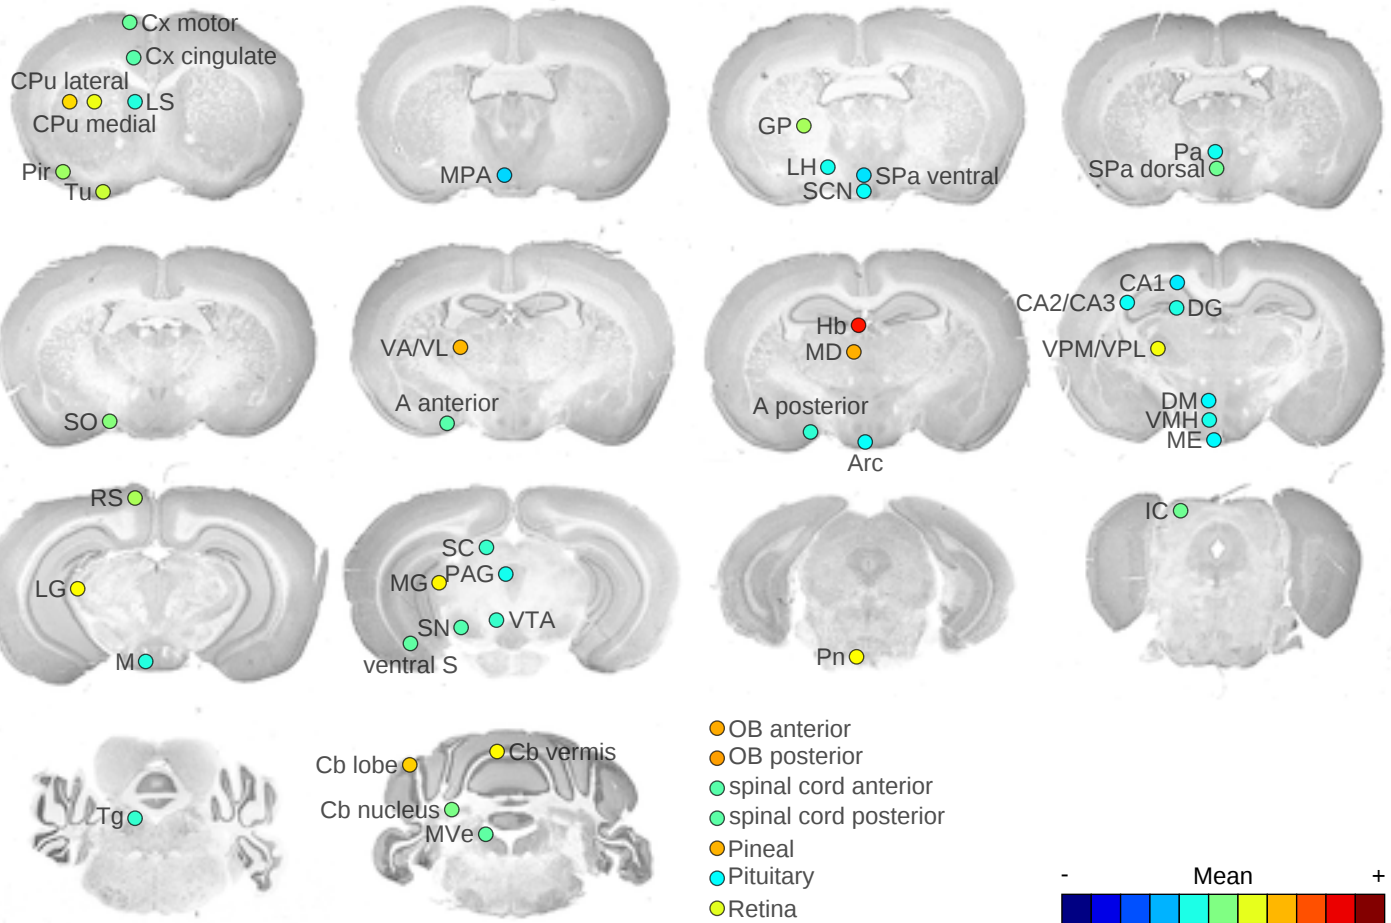 Cx motor
Cx cingulate
CPu lateral
LS
CPu medial
Pir
Tu
MPA
GP
LH
SPa ventral
SCN
Pa
SPa dorsal
SO
VA/VL
A anterior
Hb
MD
A posterior
Arc
CA1
CA2/CA3
DG
VPM/VPL
DM
VMH
ME
RS
LG
M
SC
MG
PAG
SN
VTA
ventral S
Pn
IC
Tg
Cb lobe
Cb vermis
Cb nucleus
MVe
OB anterior
OB posterior
spinal cord anterior
spinal cord posterior
Pineal
Pituitary
Retina
- Mean +